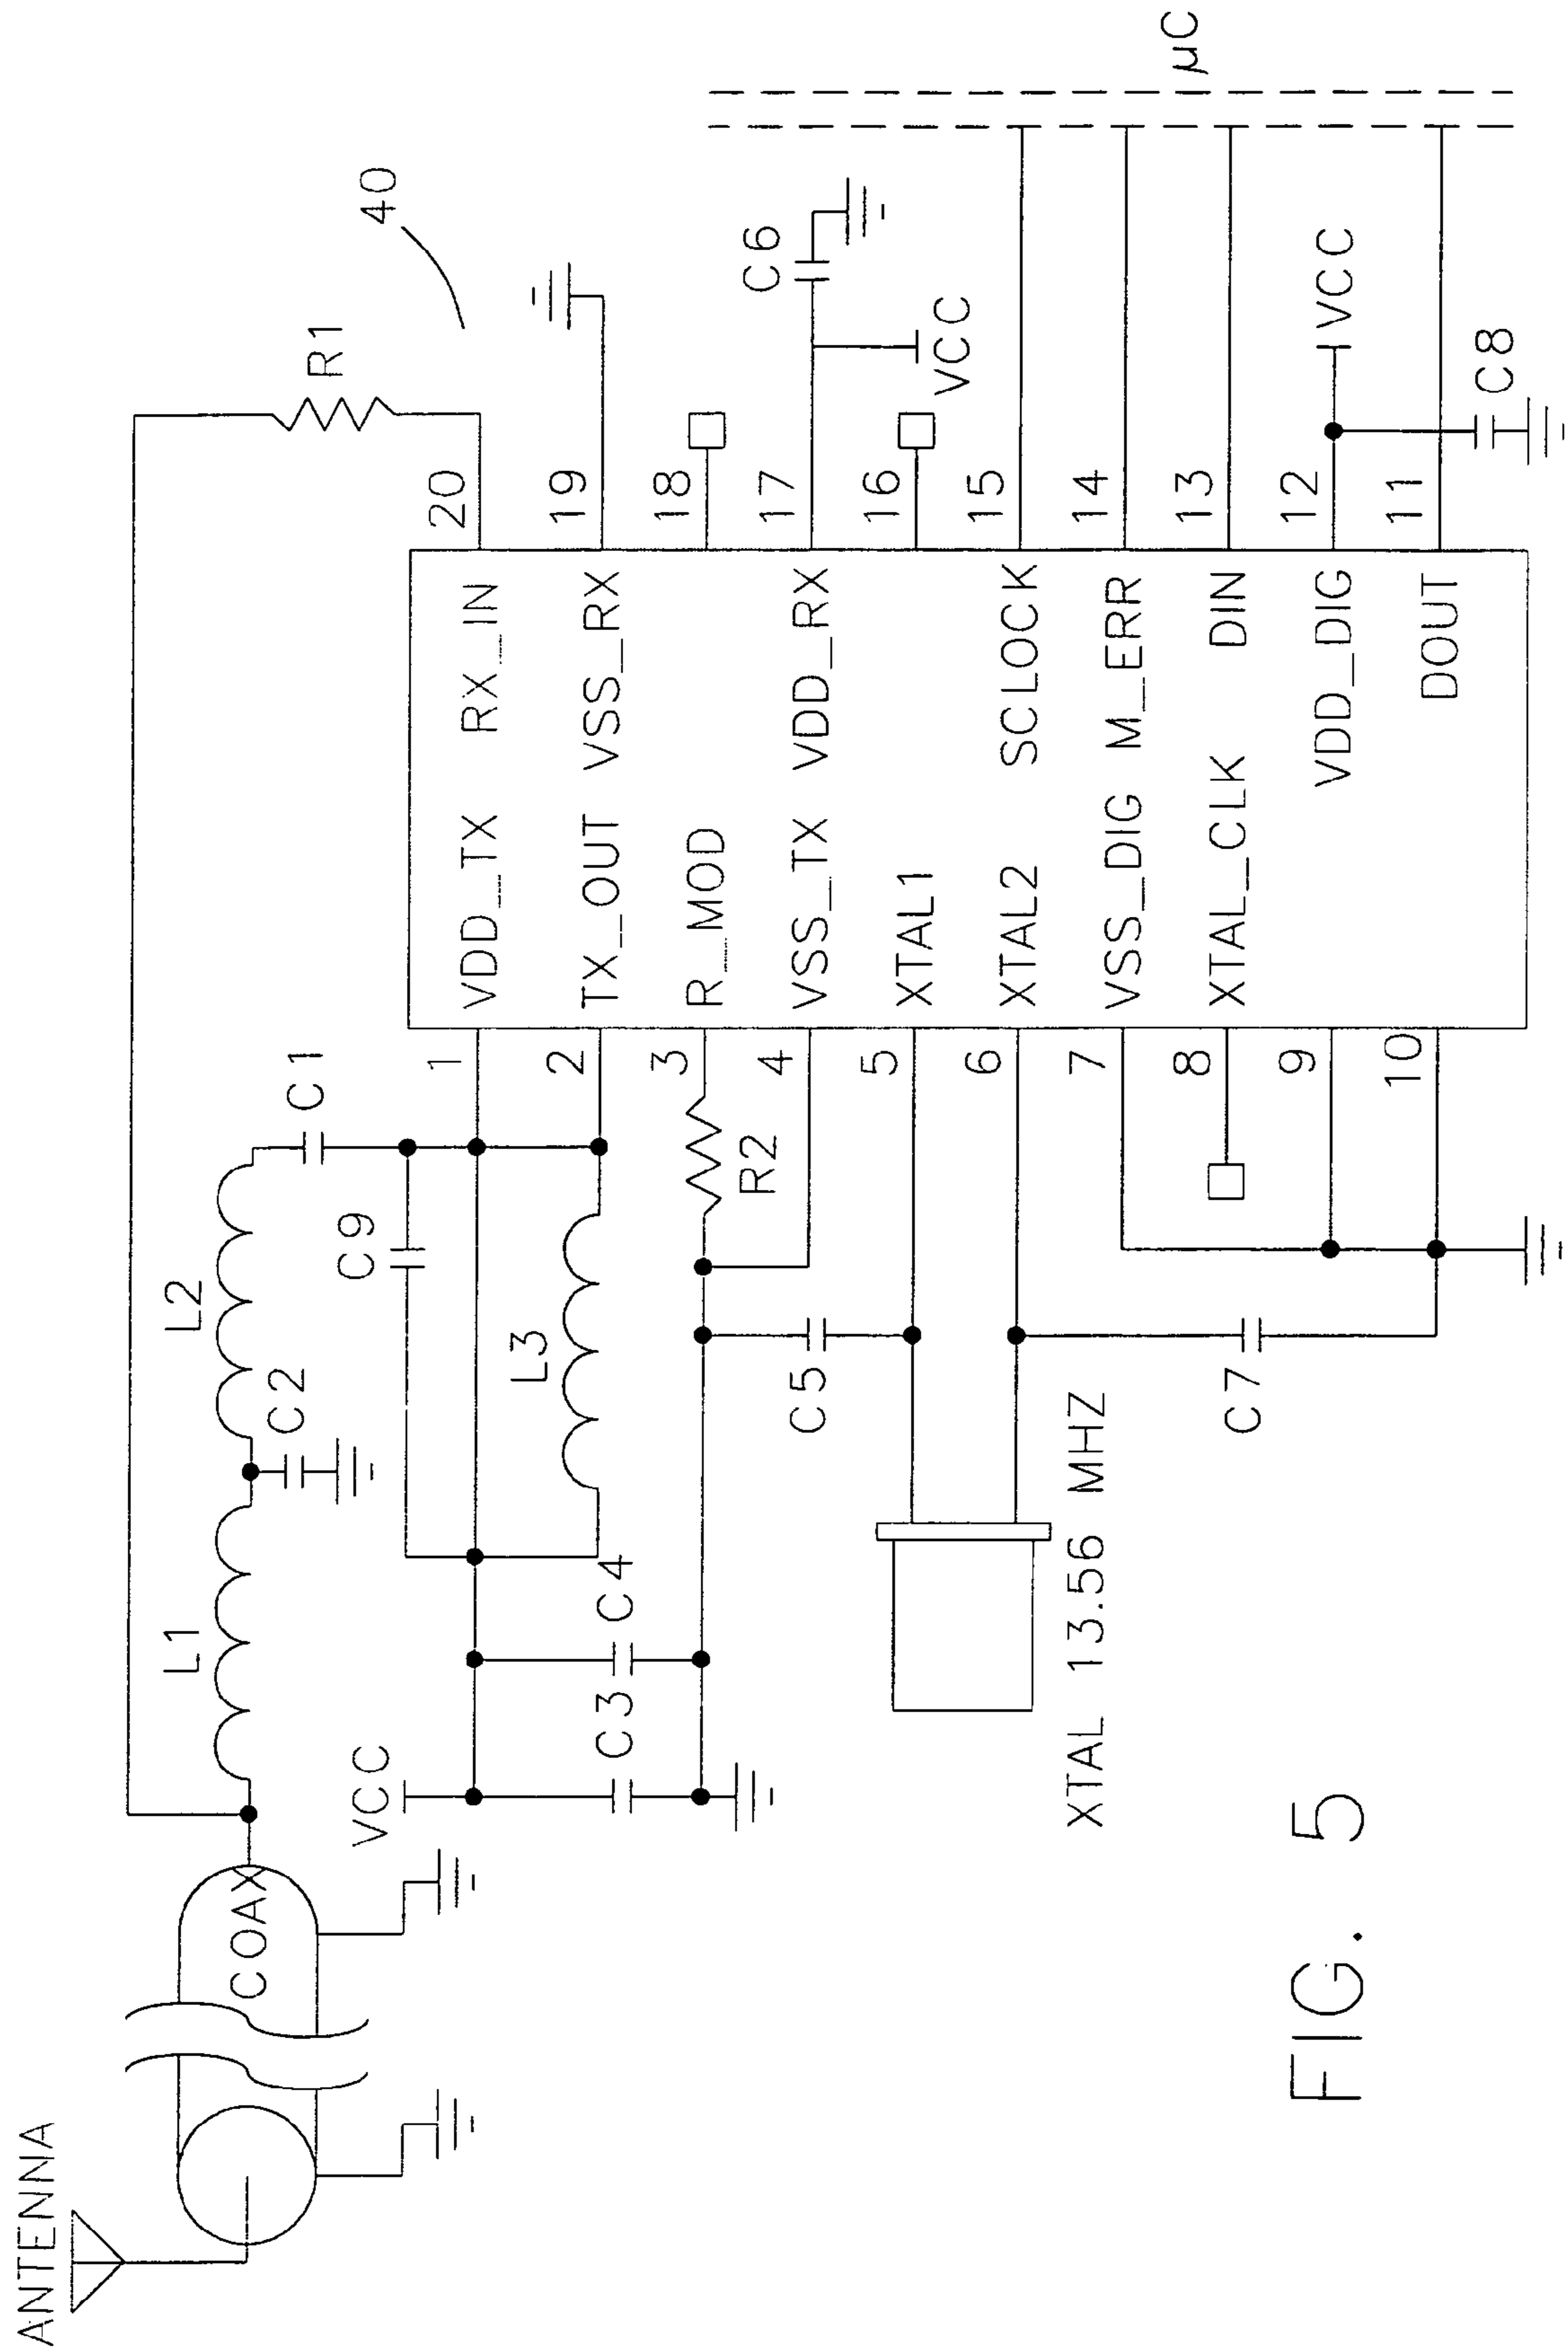 ANTENNA
COAX
L1
L2
C2
C1
C9
L3
VCC
C3
C4
R2
C5
C7
XTAL 13.56 MHZ
1
2
3
4
5
6
7
8
9
10
VDD_TX RX_IN
TX_OUT VSS_RX
R_MOD
VSS_TX VDD_RX
XTAL1
XTAL2 SCLOCK
VSS_DIG M_ERR
XTAL_CLK DIN
VDD_DIG
DOUT
20
19
18
17
16
15
14
13
12
11
R1
40
C6
VCC
VCC
C8
μC
FIG. 5